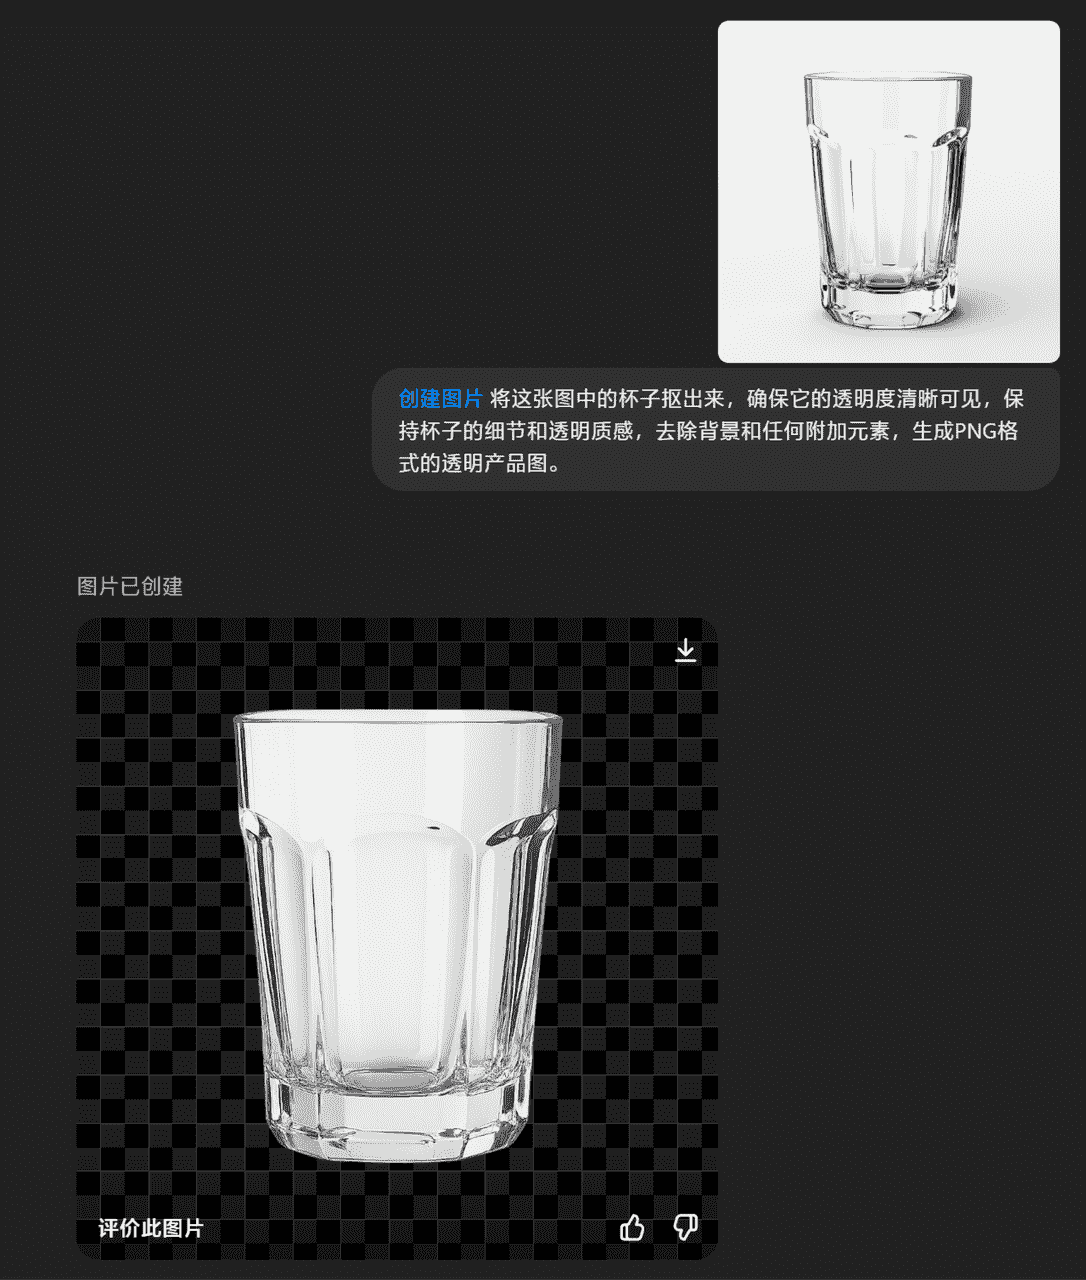 创建图片 将这张图中的杯子抠出来，确保它的透明度清晰可见，保
持杯子的细节和透明质感，去除背景和任何附加元素，生成PNG格
式的透明产品图。
图片已创建
评价此图片